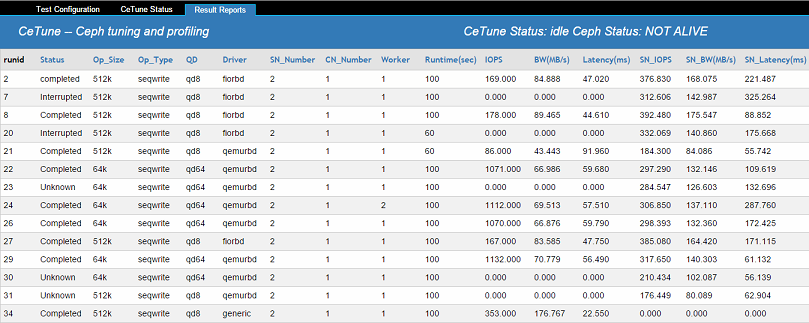 Test Configuration CeTune Status Result Reports
CeTune -- Ceph tuning and profiling CeTune Status: idle Ceph Status: NOT ALIVE
runid Status Op_Size Op_Type QD Driver SN_Number CN_Number Worker Runtime(sec) IOPS BW(MB/s) Latency(ms) SN_IOPS SN_BW(MB/s) SN_Latency(ms)
2 completed 512k seqwrite qd8 fiorbd 2 1 1 100 169.000 84.888 47.020 376.830 168.075 221.487
7 Interrupted 512k seqwrite qd8 fiorbd 2 1 1 100 0.000 0.000 0.000 312.606 142.987 325.264
8 Completed 512k seqwrite qd8 fiorbd 2 1 1 100 178.000 89.465 44.610 392.480 175.547 88.852
20 Interrupted 512k seqwrite qd8 fiorbd 2 1 1 60 0.000 0.000 0.000 332.069 140.860 175.668
21 Completed 512k seqwrite qd8 qemurbd 2 1 1 60 86.000 43.443 91.960 184.300 84.086 55.742
22 Completed 64k seqwrite qd64 qemurbd 2 1 1 100 1071.000 66.986 59.680 297.290 132.146 109.619
23 Unknown 64k seqwrite qd64 qemurbd 2 1 1 100 0.000 0.000 0.000 284.547 126.603 132.696
24 Completed 64k seqwrite qd64 qemurbd 2 1 2 100 1112.000 69.513 57.510 306.850 137.110 287.760
26 Completed 64k seqwrite qd64 qemurbd 2 1 1 100 1070.000 66.876 59.790 298.393 132.360 172.425
27 Completed 512k seqwrite qd8 fiorbd 2 1 1 100 167.000 83.585 47.750 385.080 164.420 171.115
29 Completed 64k seqwrite qd64 qemurbd 2 1 1 100 1132.000 70.779 56.490 317.650 140.303 61.132
30 Unknown 64k seqwrite qd64 qemurbd 2 1 1 100 0.000 0.000 0.000 210.434 102.087 56.139
31 Unknown 512k seqwrite qd8 qemurbd 2 1 1 100 0.000 0.000 0.000 176.449 80.089 62.904
34 Completed 512k seqwrite qd8 generic 2 1 1 100 353.000 176.767 22.550 0.000 0.000 0.000